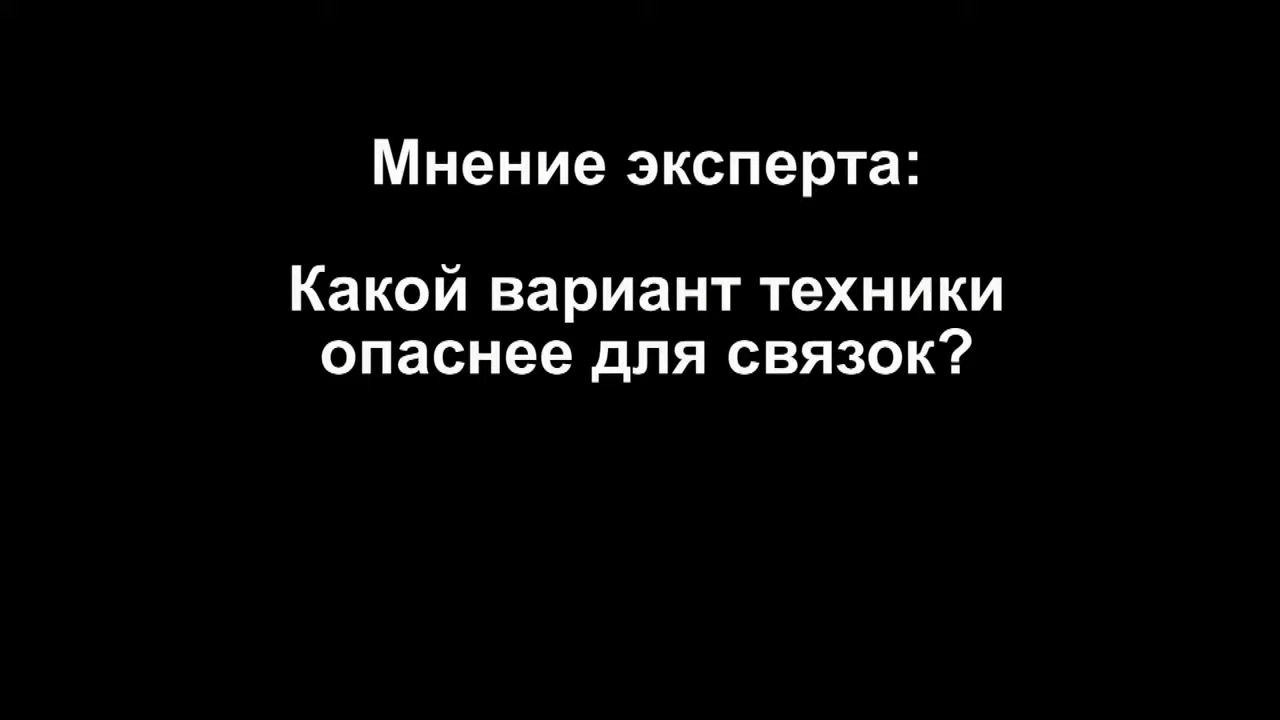 Мнение эксперта:
Какой вариант техники
опаснее для связок?